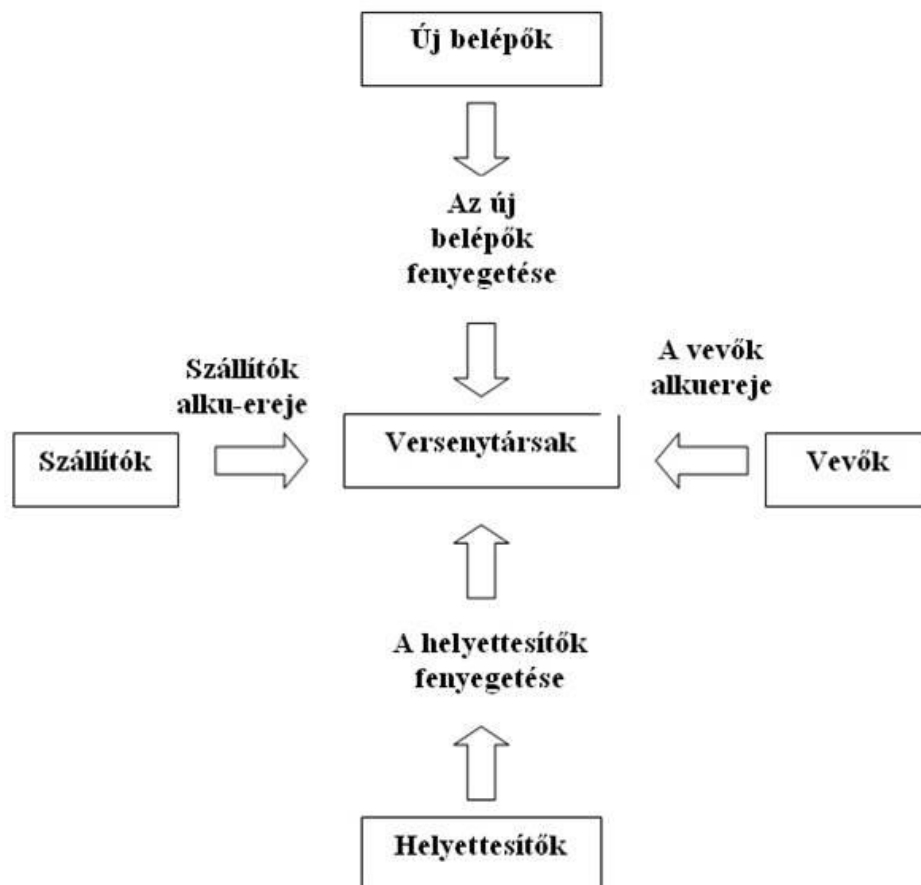 Új belépők
Az új
belépők
fenyegetése
Szállítók
alku-ereje
A vevők
alkuereje
Szállítók
Versenytársak
Vevők
A helyettesítők
fenyegetése
Helyettesítők